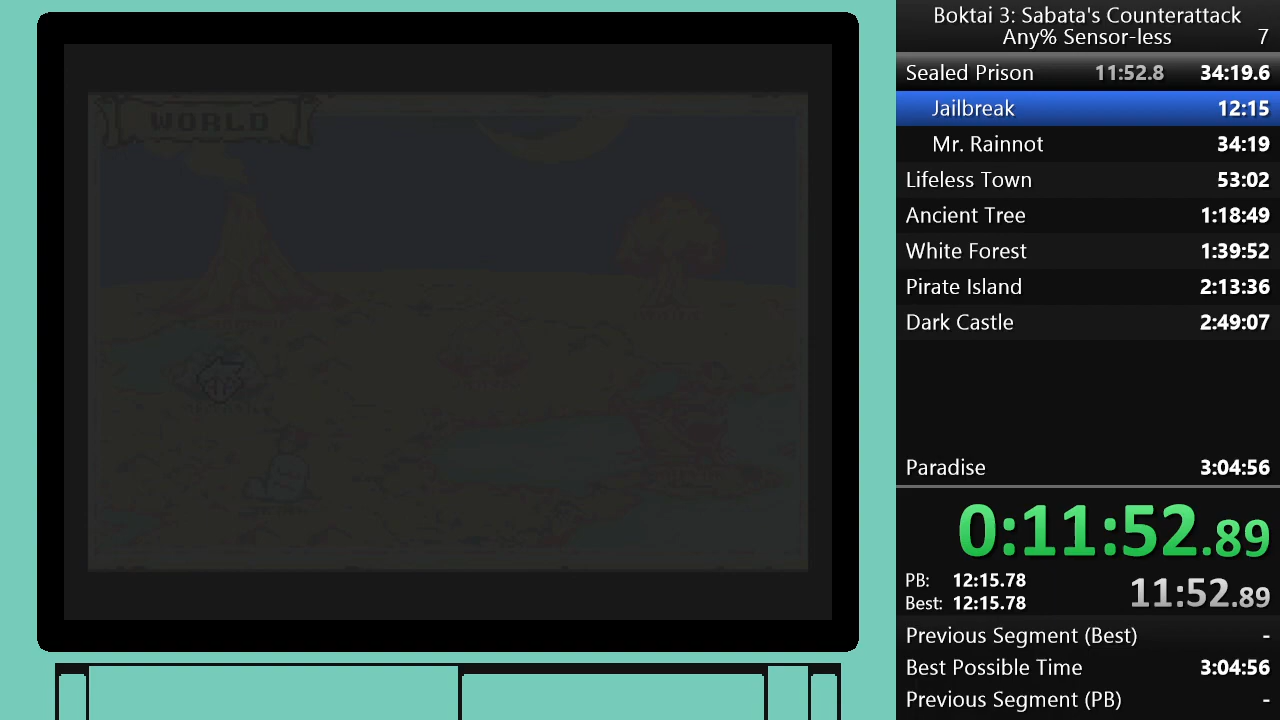 Boktai 3: Sabata's Counterattack
Any% Sensor-less 7
Sealed Prison 11:52.8 34:19.6
Jailbreak 12:15
Mr. Rainnot 34:19
Lifeless Town 53:02
Ancient Tree 1:18:49
White Forest 1:39:52
Pirate Island 2:13:36
Dark Castle 2:49:07
Paradise 3:04:56
0:11:52.89
PB: 12:15.78
Best: 12:15.78
11:52.89
Previous Segment (Best) -
Best Possible Time 3:04:56
Previous Segment (PB) -
WORLD